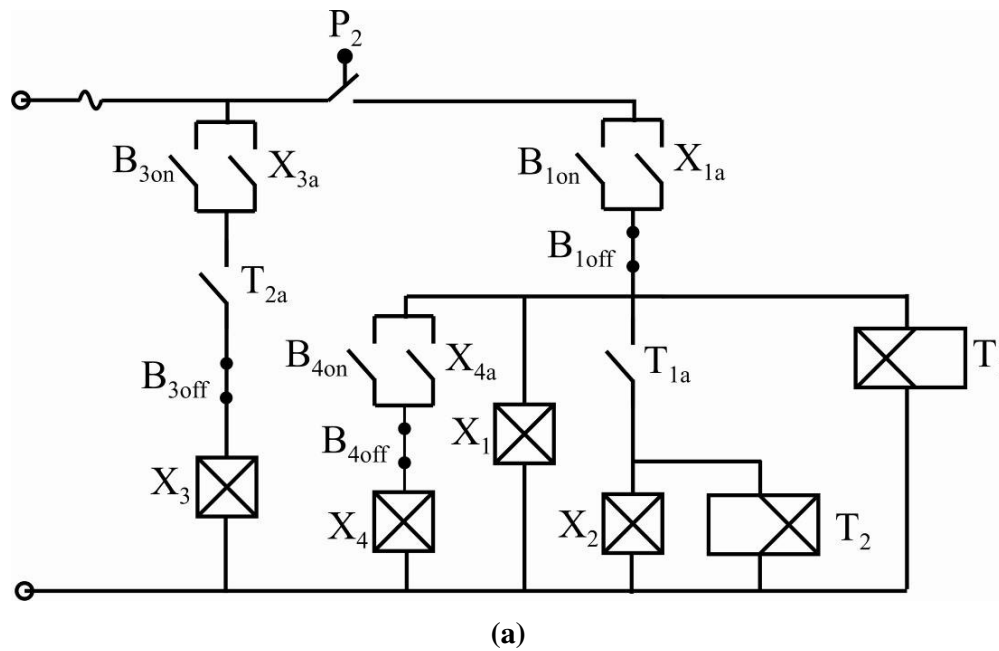 P₂
B₃on X₃a
B₁on X₁a
B₁off
T₂a
B₄on X₄a
T₁a
T
B₃off
X₁
B₄off
X₃
X₄
X₂
T₂
(a)